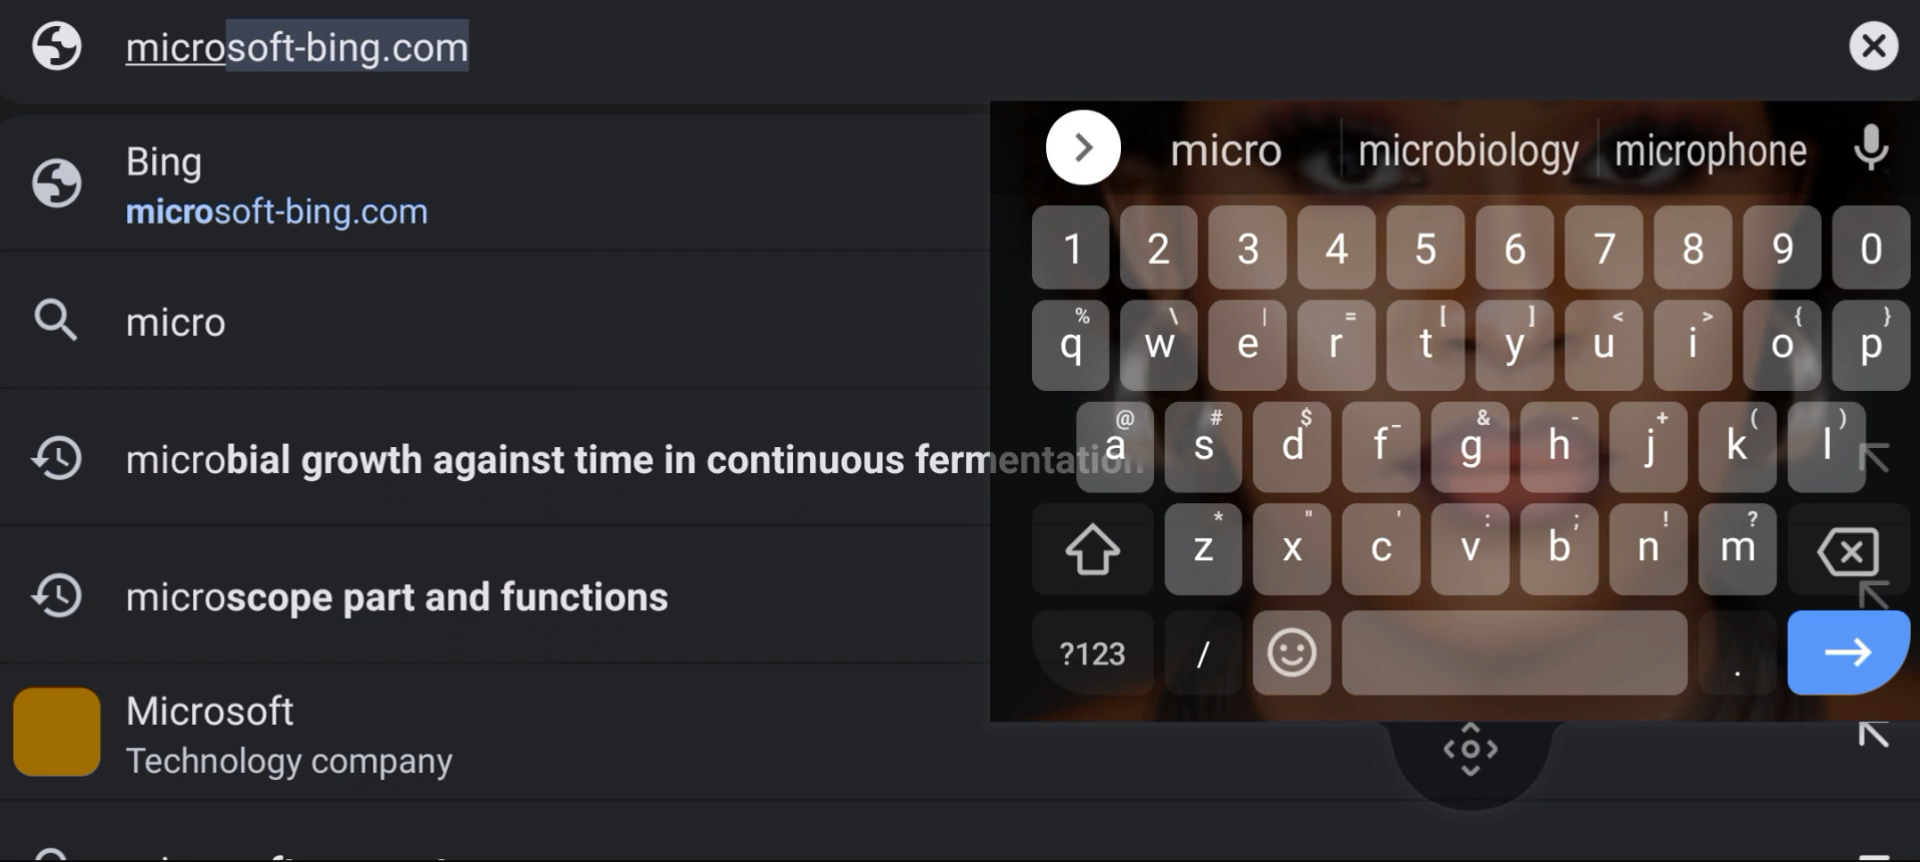 microsoft-bing.com
Bing
microsoft-bing.com
micro
microbial growth against time in continuous fermentation
microscope part and functions
Microsoft
Technology company
micro microbiology microphone
1 2 3 4 5 6 7 8 9 0
% \ | = [ ] < > { }
q w e r t y u i o p
@ # $ _ & - + ( )
a s d f g h j k l
* " ' : ; ! ?
z x c v b n m
?123 / .